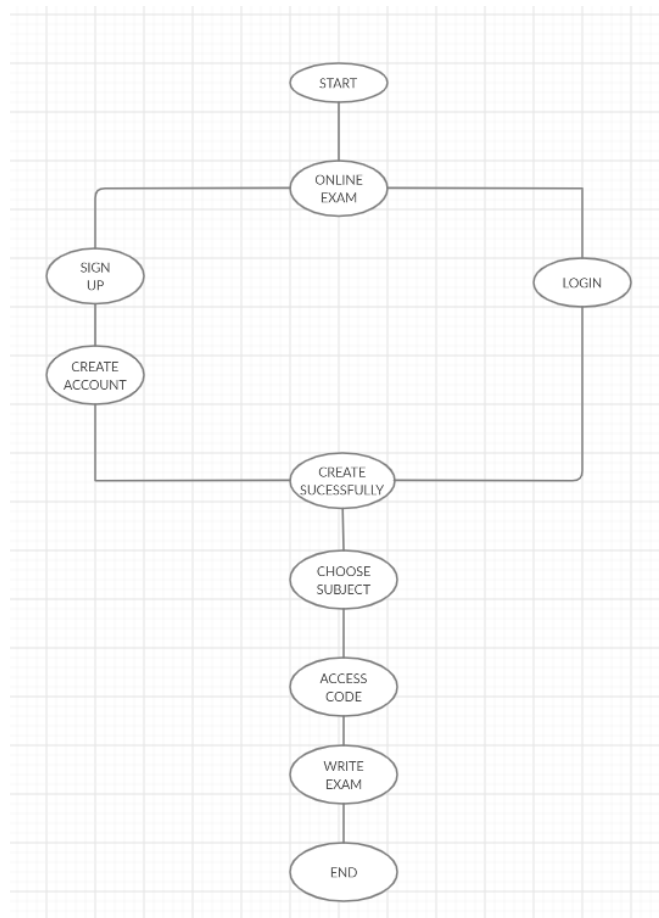 START
ONLINE
EXAM
SIGN
UP
LOGIN
CREATE
ACCOUNT
CREATE
SUCESSFULLY
CHOOSE
SUBJECT
ACCESS
CODE
WRITE
EXAM
END